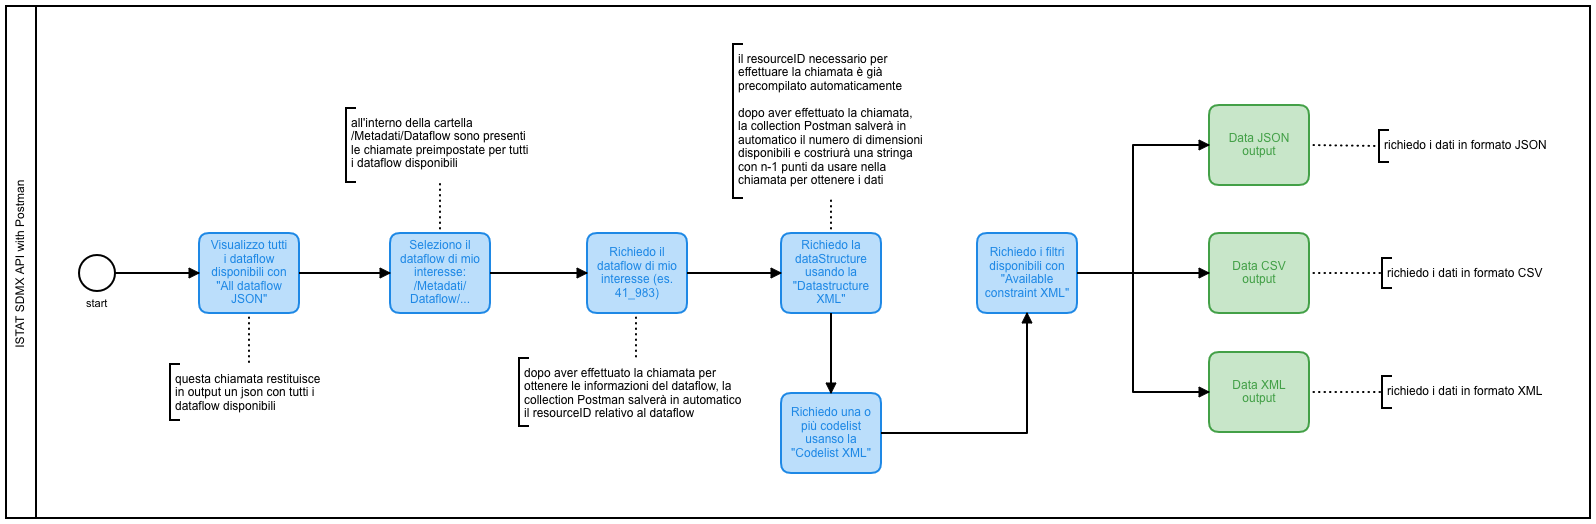 ISTAT SDMX API with Postman
start
Visualizzo tutti
i dataflow
disponibili con
"All dataflow
JSON"
questa chiamata restituisce
in output un json con tutti i
dataflow disponibili
all'interno della cartella
/Metadati/Dataflow sono presenti
le chiamate preimpostate per tutti
i dataflow disponibili
Seleziono il
dataflow di mio
interesse:
/Metadati/
Dataflow/...
Richiedo il
dataflow di mio
interesse (es.
41_983)
dopo aver effettuato la chiamata per
ottenere le informazioni del dataflow, la
collection Postman salverà in automatico
il resourceID relativo al dataflow
il resourceID necessario per
effettuare la chiamata è già
precompilato automaticamente
dopo aver effettuato la chiamata,
la collection Postman salverà in
automatico il numero di dimensioni
disponibili e costriurà una stringa
con n-1 punti da usare nella
chiamata per ottenere i dati
Richiedo la
dataStructure
usando la
"Datastructure
XML"
Richiedo una o
più codelist
usanso la
"Codelist XML"
Richiedo i filtri
disponibili con
"Available
constraint XML"
Data JSON
output
richiedo i dati in formato JSON
Data CSV
output
richiedo i dati in formato CSV
Data XML
output
richiedo i dati in formato XML